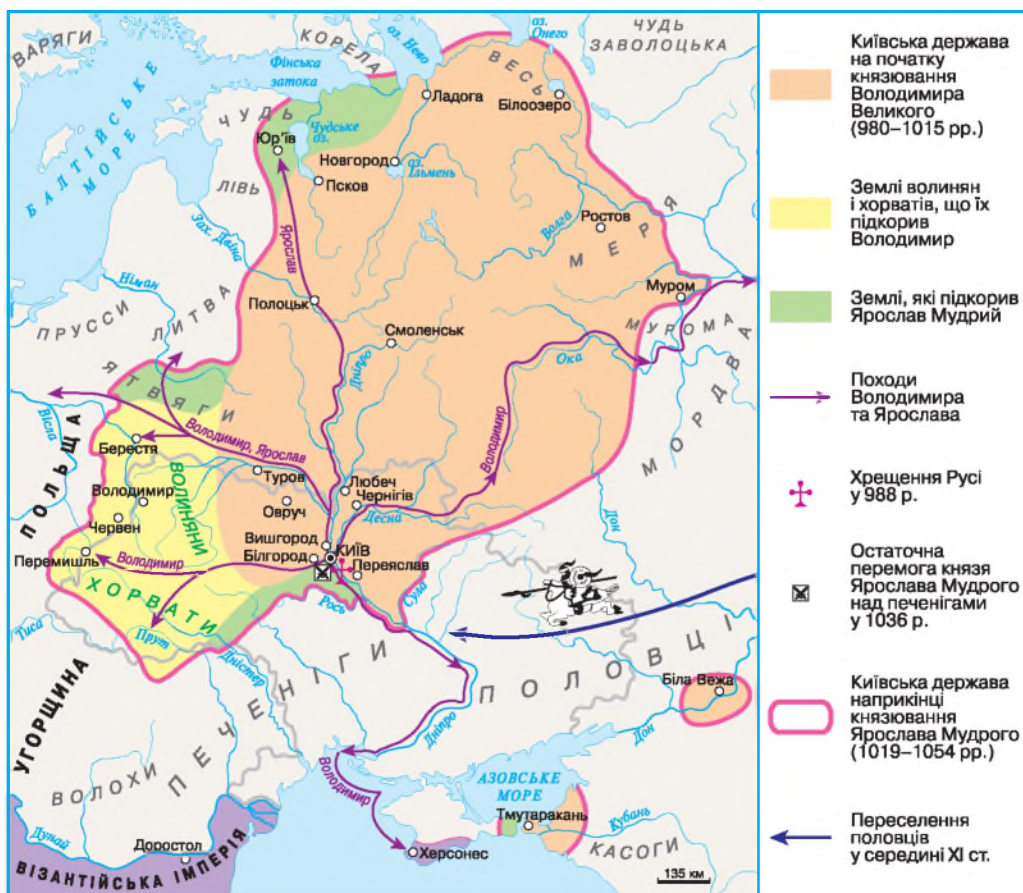 ВАРЯГИ
КОРЕЛА
оз. Нево
оз.
Онего
ЧУДЬ
ЗАВОЛОЦЬКА
Фінська
затока
ВЕСЬ
Ладога
Білоозеро
БАЛТІЙСЬКЕ
МОРЕ
ЧУДЬ
Чудське
оз.
Юр'їв
Новгород
оз.
Ільмень
ЛІВЬ
Псков
Ростов
Волга
МЕРЯ
Зах. Двіна
Ярослав
Німан
Муром
ПРУССИ
ЛИТВА
Полоцьк
МУРОМА
Смоленськ
Дніпро
Ока
МОРДВА
ЯТВЯГИ
Вісла
Володимир, Ярослав
Володимир
ПОЛЬЩА
Берестя
Туров
Любеч
Чернігів
Десна
Дон
Володимир
ВОЛИНЯНИ
Овруч
Червен
Вишгород
Білгород
КИЇВ
Перемишль
Володимир
Переяслав
ХОРВАТИ
Рось
Сула
Тиса
Прут
Дністер
ПЕЧЕНІГИ
ПОЛОВЦІ
УГОРЩИНА
Біла Вежа
Дніпро
Дон
ВОЛОХИ
Володимир
АЗОВСЬКЕ
МОРЕ
Тмутаракань
Кубань
Дунай
Доростол
Херсонес
КАСОГИ
ВІЗАНТІЙСЬКА ІМПЕРІЯ
135 км
Київська держава
на початку
князювання
Володимира
Великого
(980–1015 рр.)
Землі волинян
і хорватів, що їх
підкорив
Володимир
Землі, які підкорив
Ярослав Мудрий
Походи
Володимира
та Ярослава
Хрещення Русі
у 988 р.
Остаточна
перемога князя
Ярослава Мудрого
над печенігами
у 1036 р.
Київська держава
наприкінці
князювання
Ярослава Мудрого
(1019–1054 рр.)
Переселення
половців
у середині XI ст.